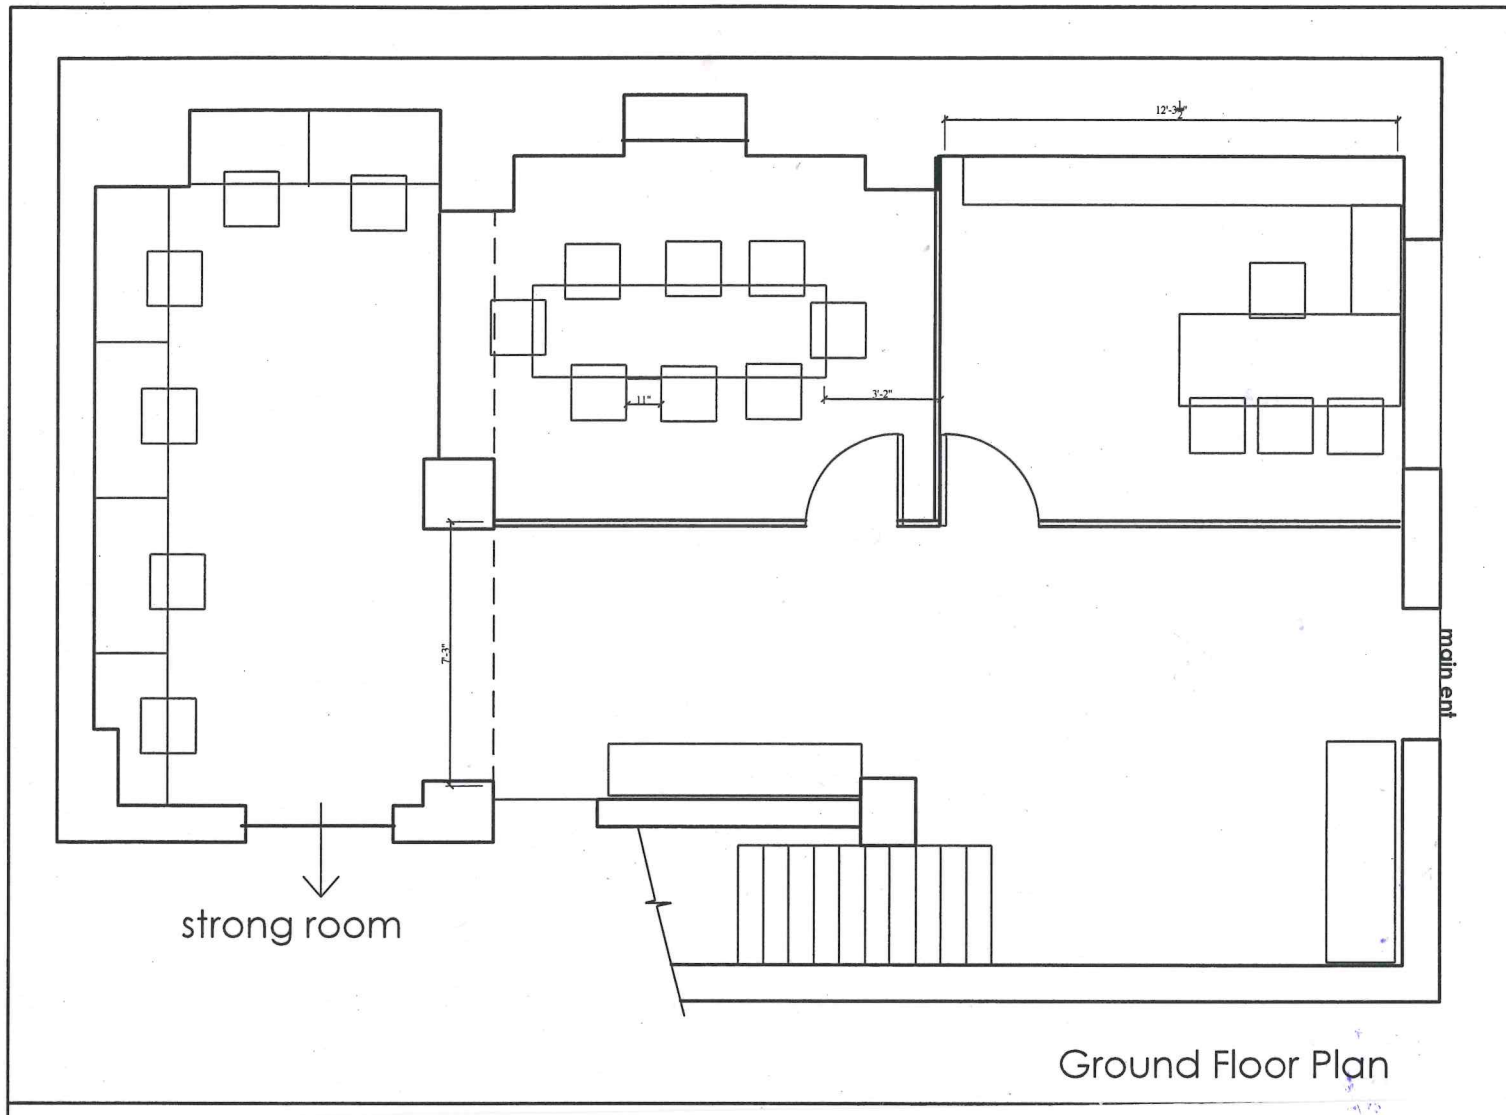 12'-3½"
3'-2"
11"
7'-3"
main ent
strong room
Ground Floor Plan